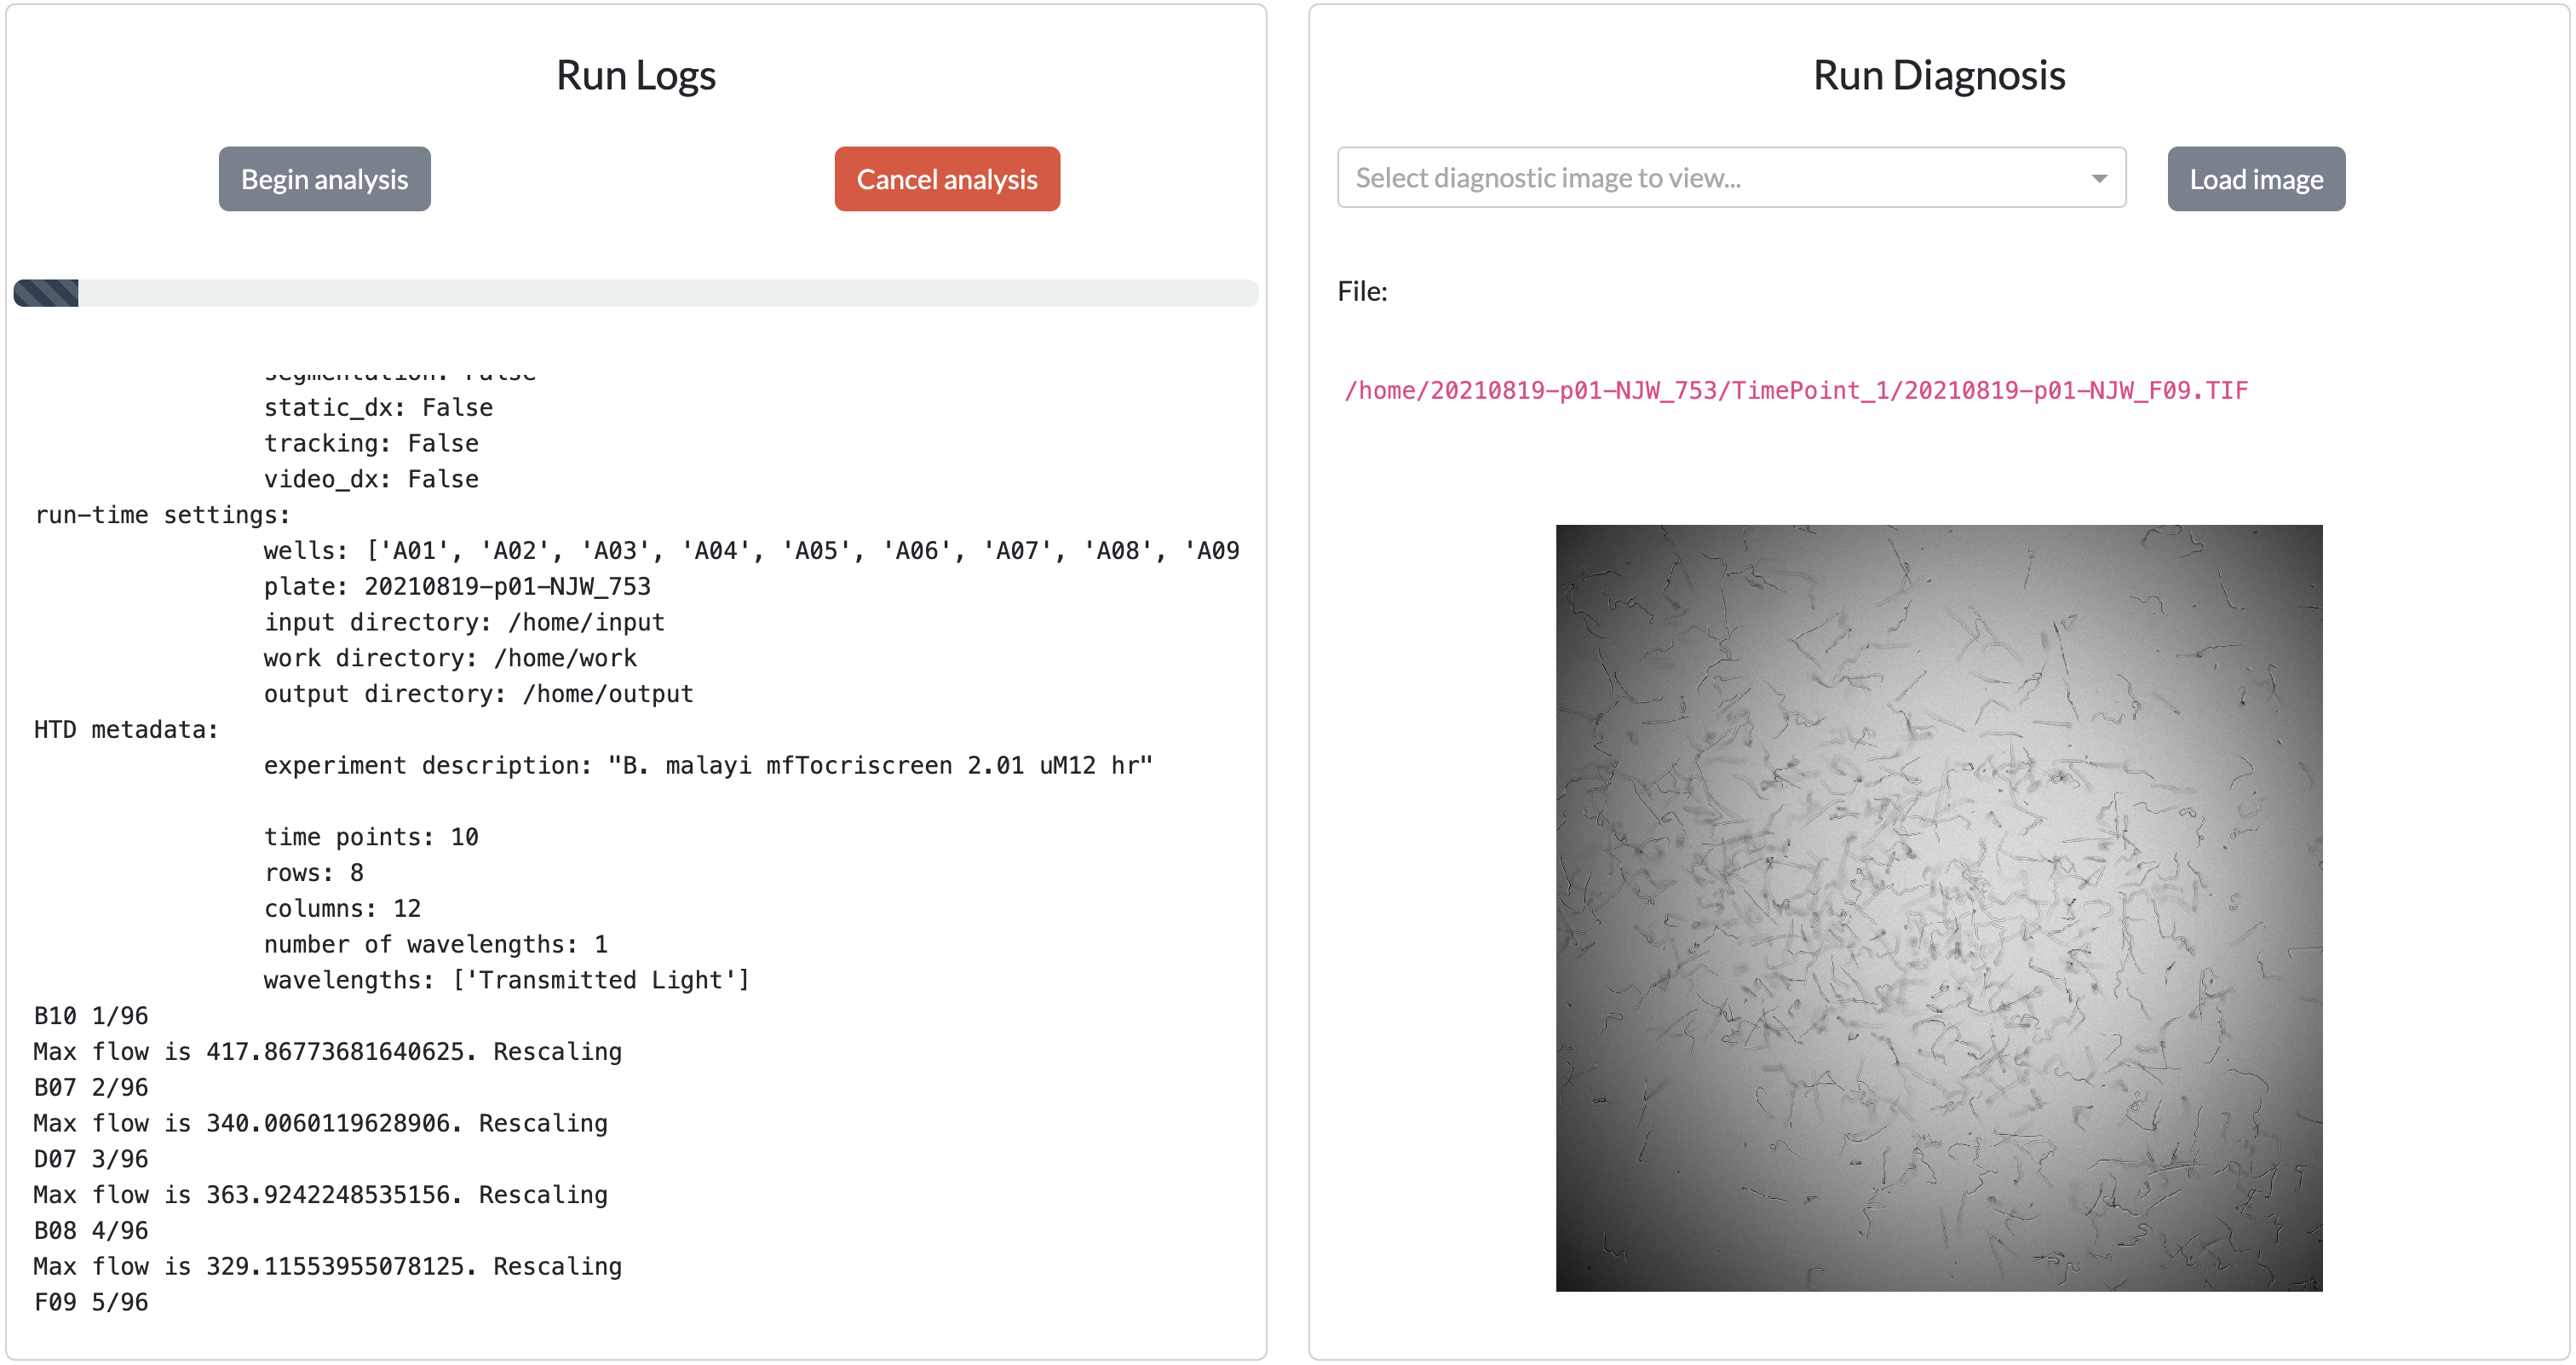 Run Logs
Begin analysis
Cancel analysis
segmentation: False
static_dx: False
tracking: False
video_dx: False
run-time settings:
wells: ['A01', 'A02', 'A03', 'A04', 'A05', 'A06', 'A07', 'A08', 'A09
plate: 20210819-p01-NJW_753
input directory: /home/input
work directory: /home/work
output directory: /home/output
HTD metadata:
experiment description: "B. malayi mfTocriscreen 2.01 uM12 hr"
time points: 10
rows: 8
columns: 12
number of wavelengths: 1
wavelengths: ['Transmitted Light']
B10 1/96
Max flow is 417.86773681640625. Rescaling
B07 2/96
Max flow is 340.0060119628906. Rescaling
D07 3/96
Max flow is 363.9242248535156. Rescaling
B08 4/96
Max flow is 329.11553955078125. Rescaling
F09 5/96
Run Diagnosis
Select diagnostic image to view...
Load image
File:
/home/20210819-p01-NJW_753/TimePoint_1/20210819-p01-NJW_F09.TIF